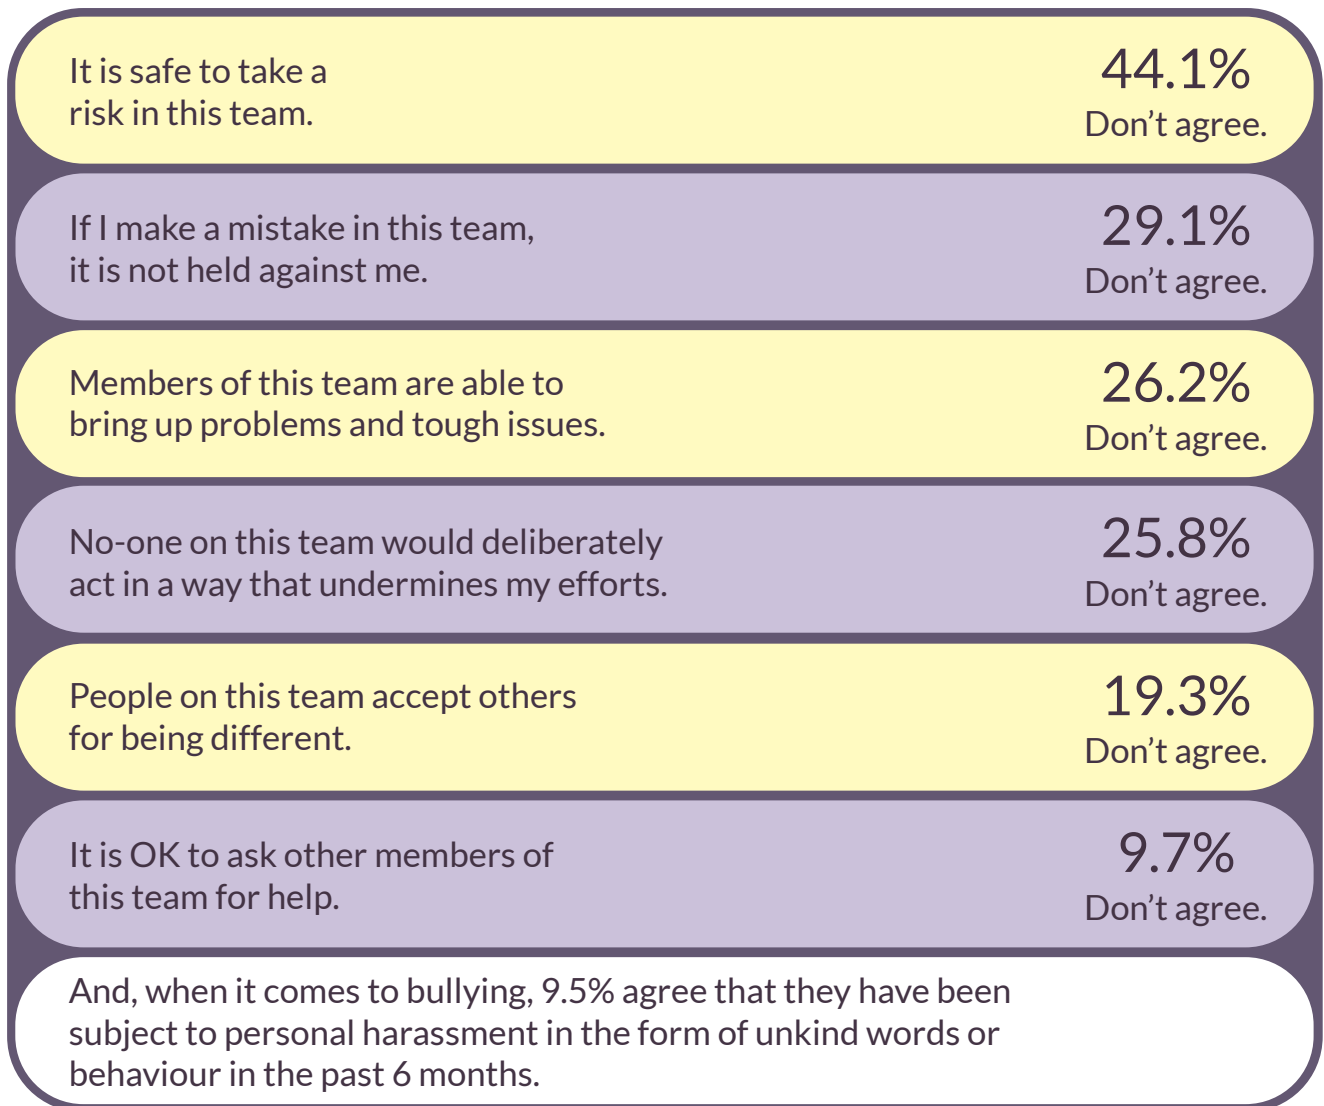 It is safe to take a
risk in this team.
44.1%
Don’t agree.
If I make a mistake in this team,
it is not held against me.
29.1%
Don’t agree.
Members of this team are able to
bring up problems and tough issues.
26.2%
Don’t agree.
No-one on this team would deliberately
act in a way that undermines my efforts.
25.8%
Don’t agree.
People on this team accept others
for being different.
19.3%
Don’t agree.
It is OK to ask other members of
this team for help.
9.7%
Don’t agree.
And, when it comes to bullying, 9.5% agree that they have been
subject to personal harassment in the form of unkind words or
behaviour in the past 6 months.